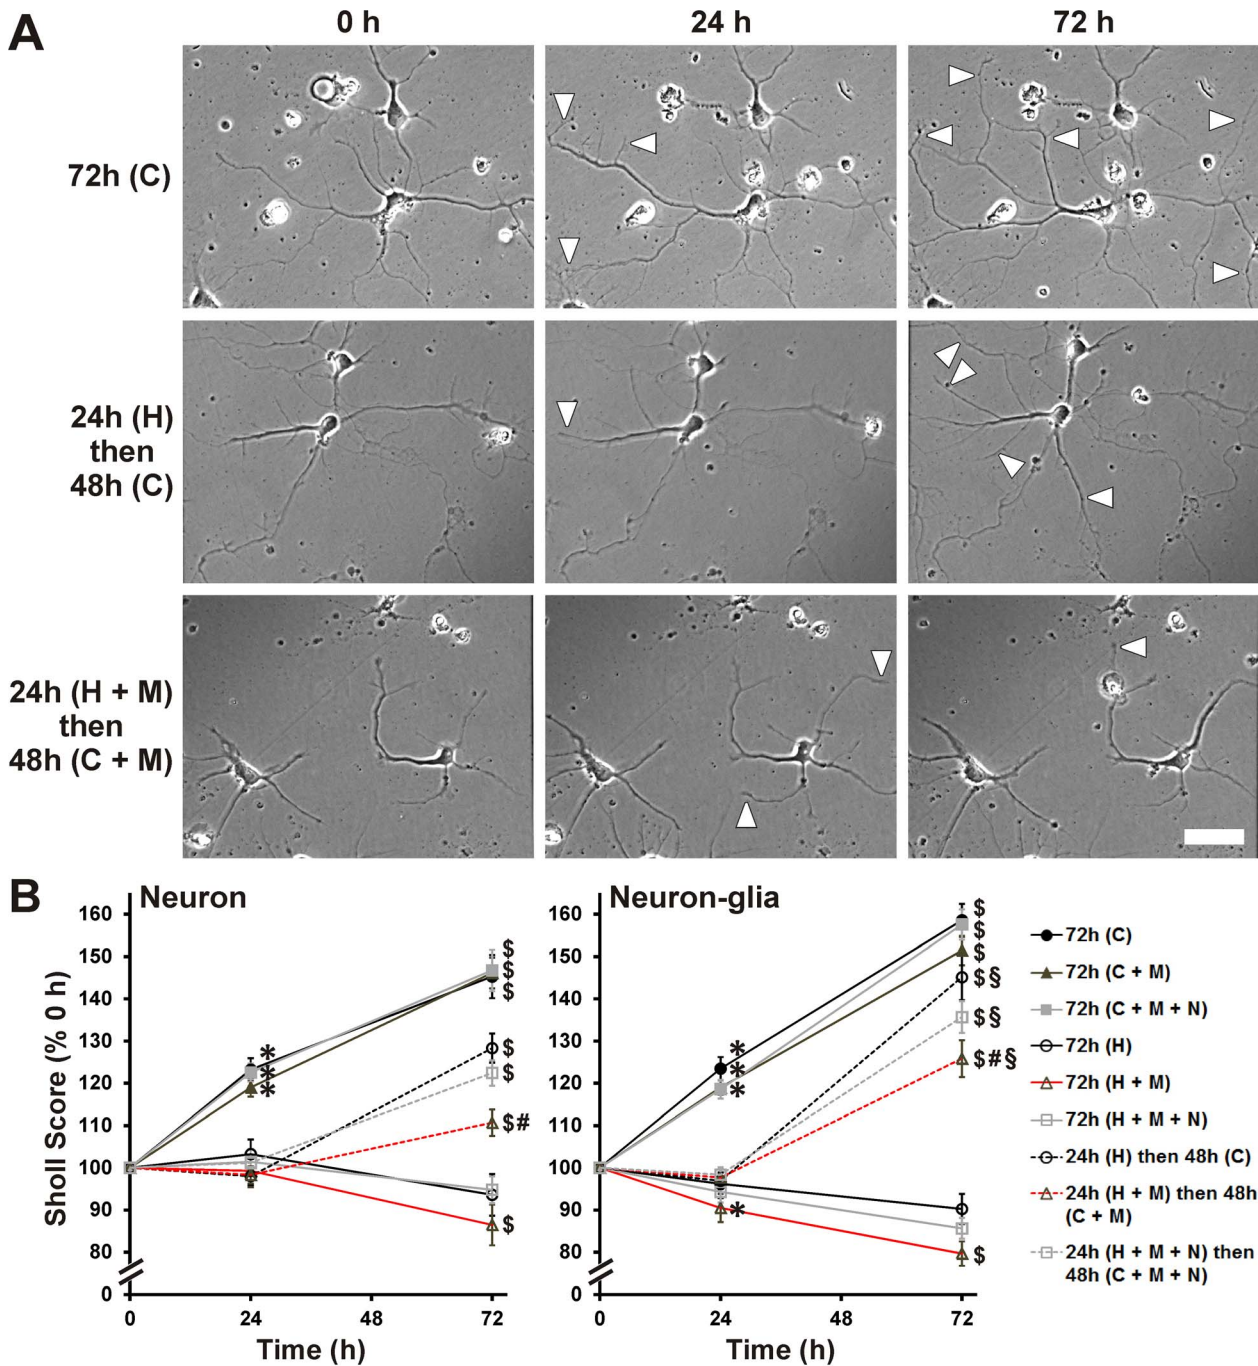 A
0 h
24 h
72 h
72h (C)
24h (H)
then
48h (C)
24h (H + M)
then
48h (C + M)
B
Neuron
Sholl Score (% 0 h)
160
150
140
130
120
110
100
90
80
0
*
*
*
$
$
$
$
$
$#
$
0
24
48
72
Time (h)
Neuron-glia
160
150
140
130
120
110
100
90
80
0
*
*
*
*
$
$
$
$§
$§
$#§
$
0
24
48
72
Time (h)
72h (C)
72h (C + M)
72h (C + M + N)
72h (H)
72h (H + M)
72h (H + M + N)
24h (H) then 48h (C)
24h (H + M) then 48h
(C + M)
24h (H + M + N) then
48h (C + M + N)